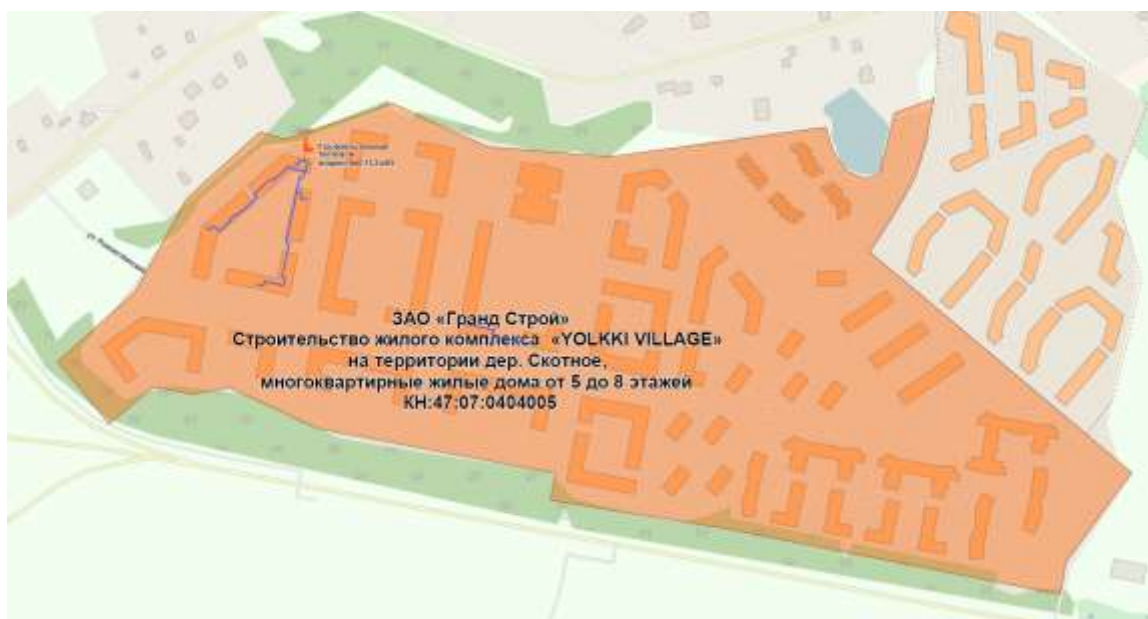 ЗАО «Гранд Строй»
Строительство жилого комплекса «YOLKKI VILLAGE»
на территории дер. Скотное,
многоквартирные жилые дома от 5 до 8 этажей
КН:47:07:0404005